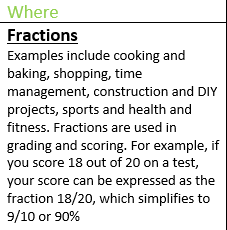 Where
Fractions
Examples include cooking and
baking, shopping, time
management, construction and DIY
projects, sports and health and
fitness. Fractions are used in
grading and scoring. For example, if
you score 18 out of 20 on a test,
your score can be expressed as the
fraction 18/20, which simplifies to
9/10 or 90%